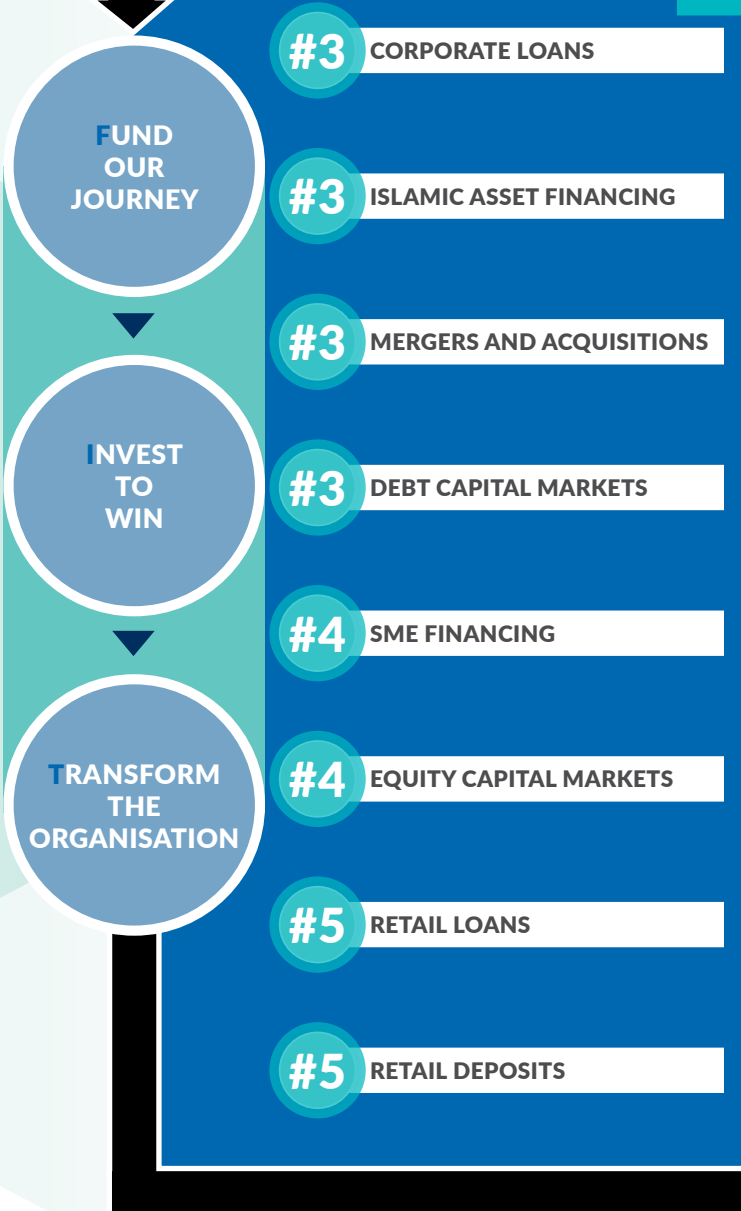 FUND
OUR
JOURNEY
INVEST
TO
WIN
TRANSFORM
THE
ORGANISATION
#3 CORPORATE LOANS
#3 ISLAMIC ASSET FINANCING
#3 MERGERS AND ACQUISITIONS
#3 DEBT CAPITAL MARKETS
#4 SME FINANCING
#4 EQUITY CAPITAL MARKETS
#5 RETAIL LOANS
#5 RETAIL DEPOSITS